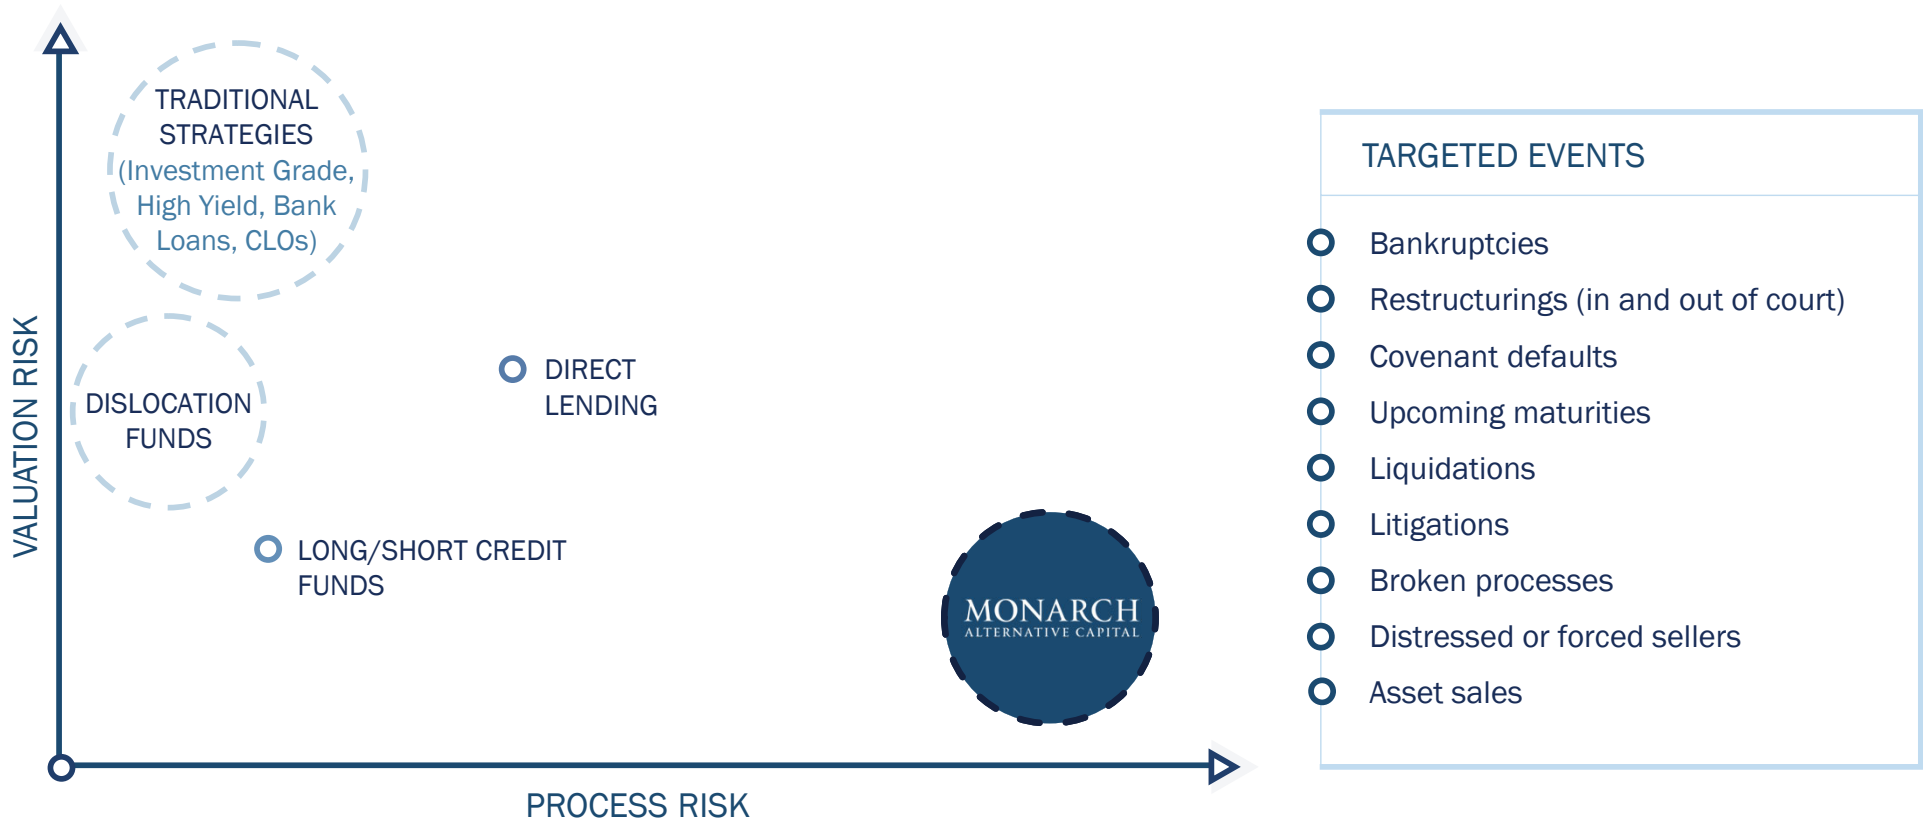 TRADITIONAL
STRATEGIES
(Investment Grade,
High Yield, Bank
Loans, CLOs)
DISLOCATION
FUNDS
DIRECT
LENDING
LONG/SHORT CREDIT
FUNDS
MONARCH
ALTERNATIVE CAPITAL
VALUATION RISK
PROCESS RISK
TARGETED EVENTS
Bankruptcies
Restructurings (in and out of court)
Covenant defaults
Upcoming maturities
Liquidations
Litigations
Broken processes
Distressed or forced sellers
Asset sales